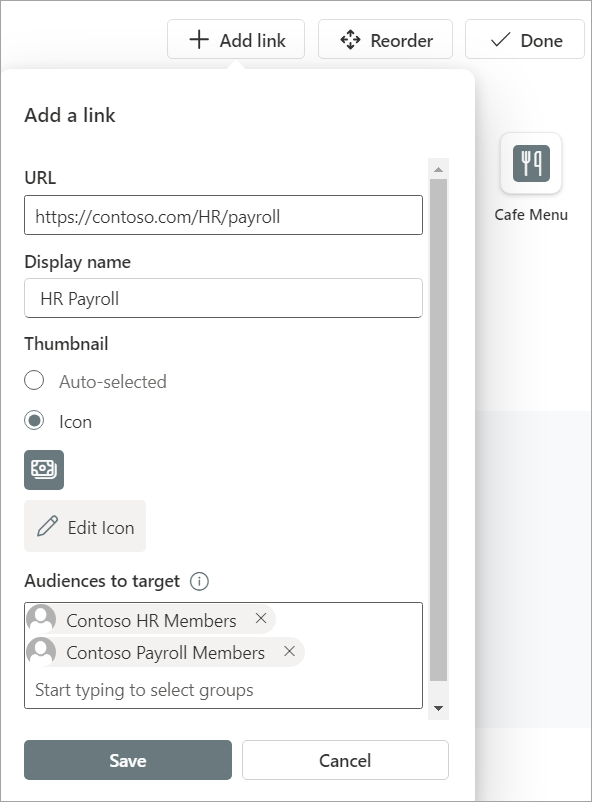 Add link
Reorder
Done
Add a link
URL
https://contoso.com/HR/payroll
Cafe Menu
Display name
HR Payroll
Thumbnail
Auto-selected
Icon
Edit Icon
Audiences to target
Contoso HR Members
Contoso Payroll Members
Start typing to select groups
Save
Cancel